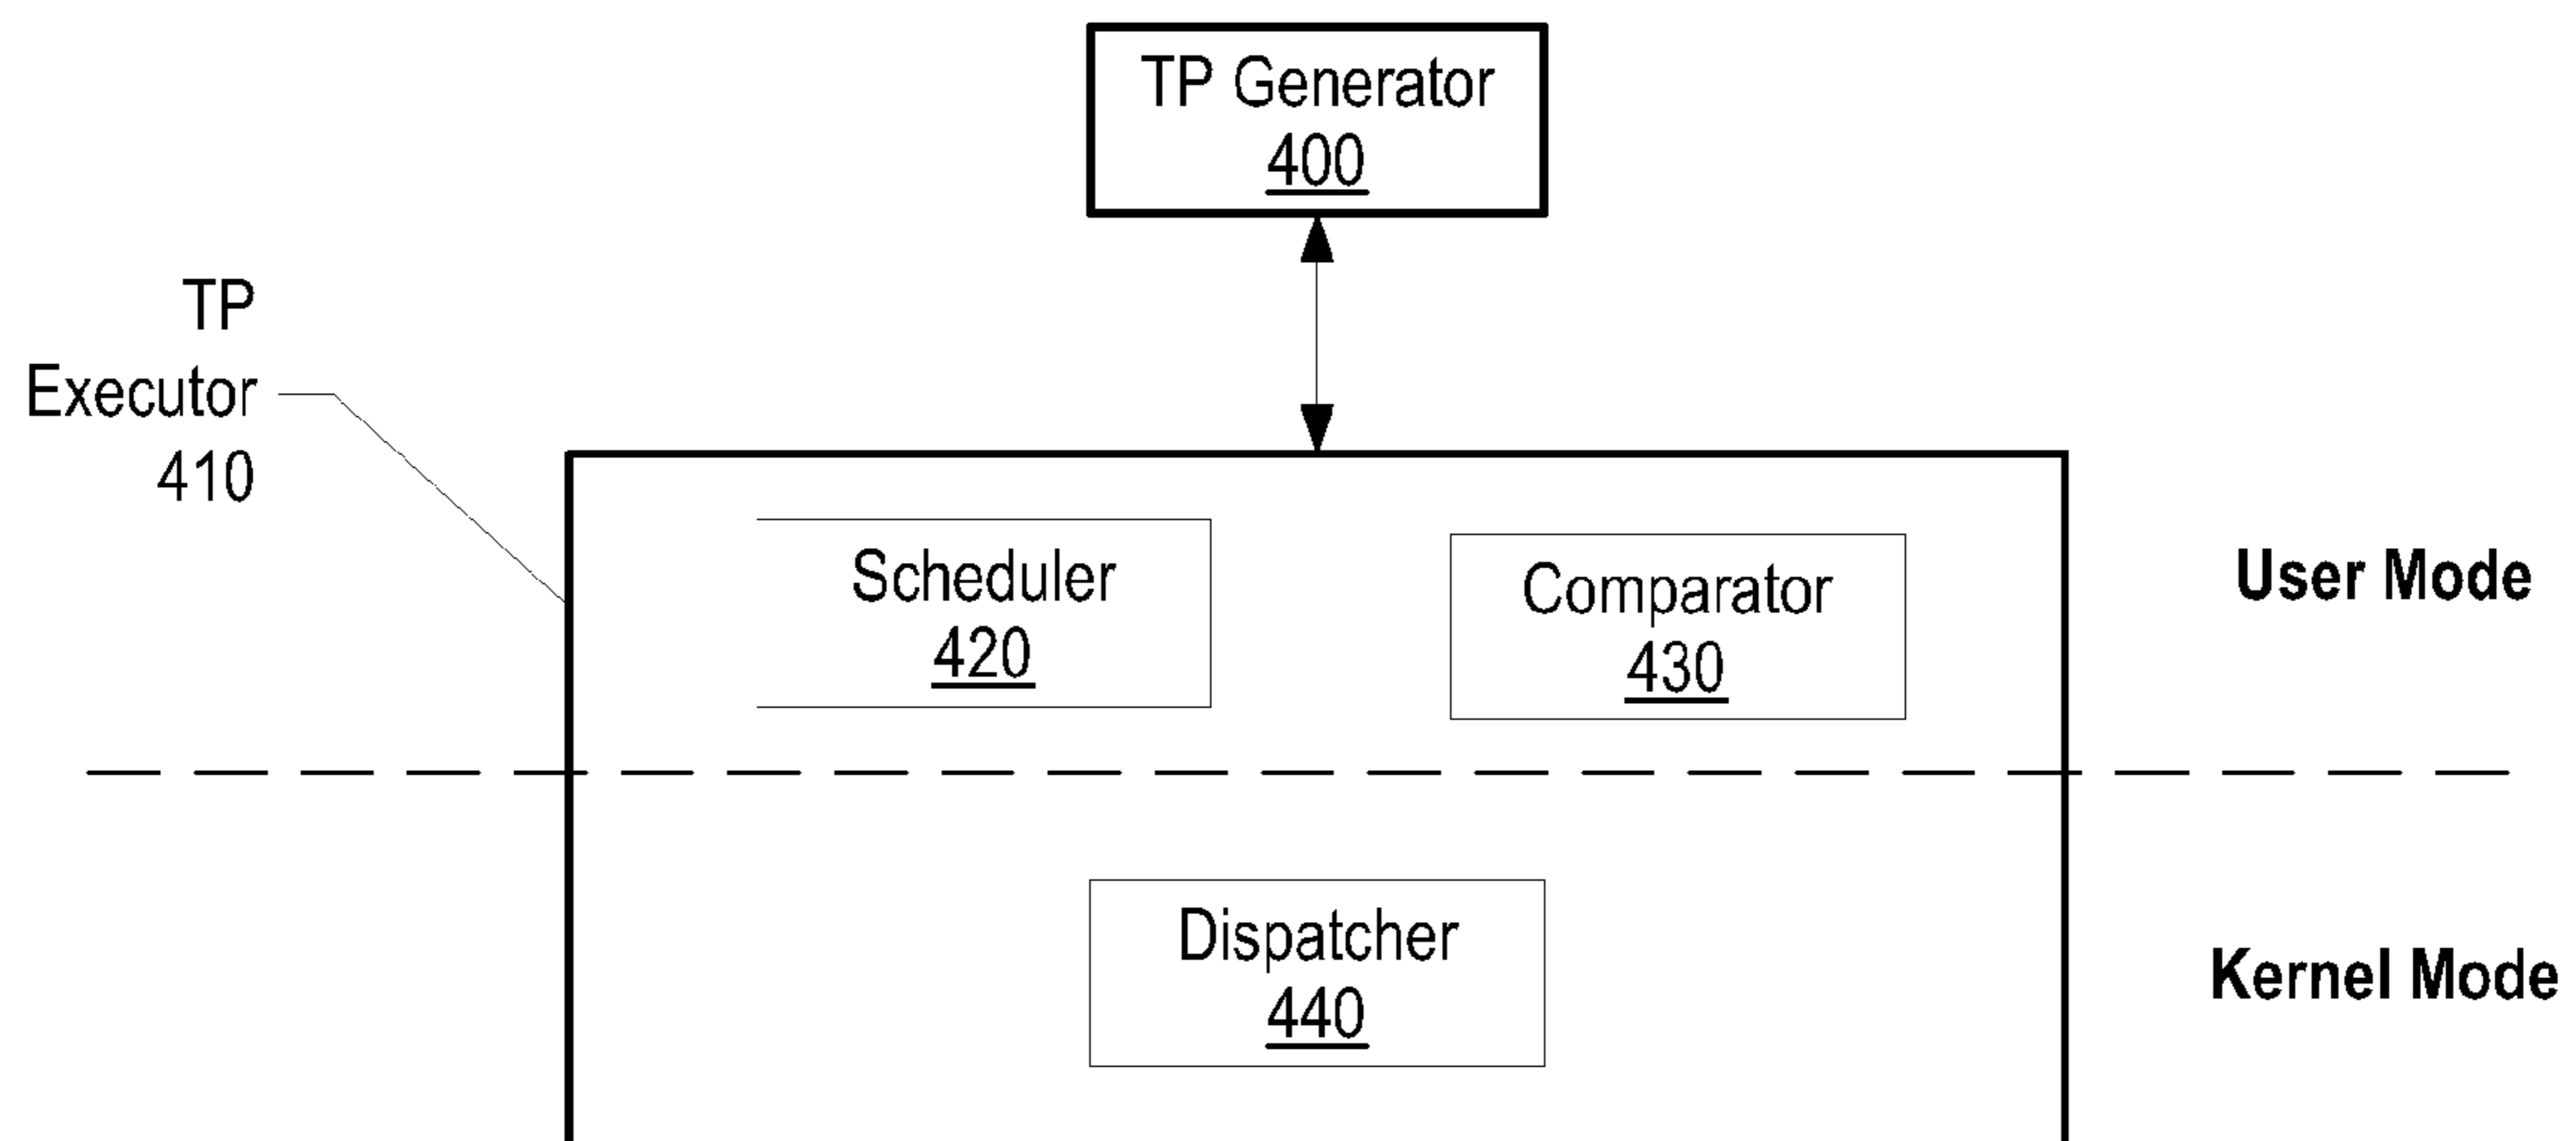 TP Generator
400
TP
Executor
410
Scheduler
420
Comparator
430
User Mode
Dispatcher
440
Kernel Mode